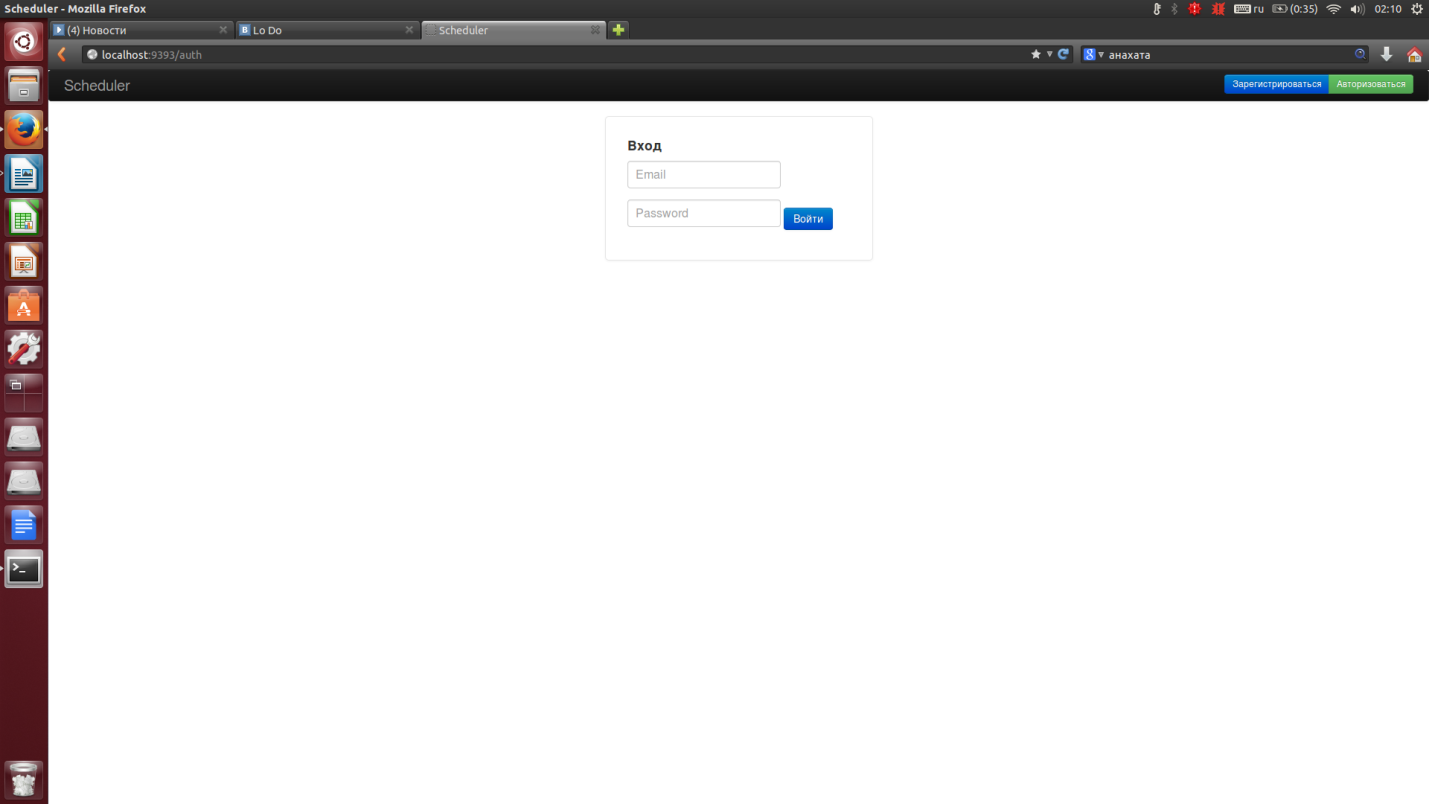 Scheduler - Mozilla Firefox
ru (0:35) 02:10
(4) Новости
Lo Do
Scheduler
localhost:9393/auth
анахата
Scheduler
Зарегистрироваться Авторизоваться
Вход
Email
Password
Войти